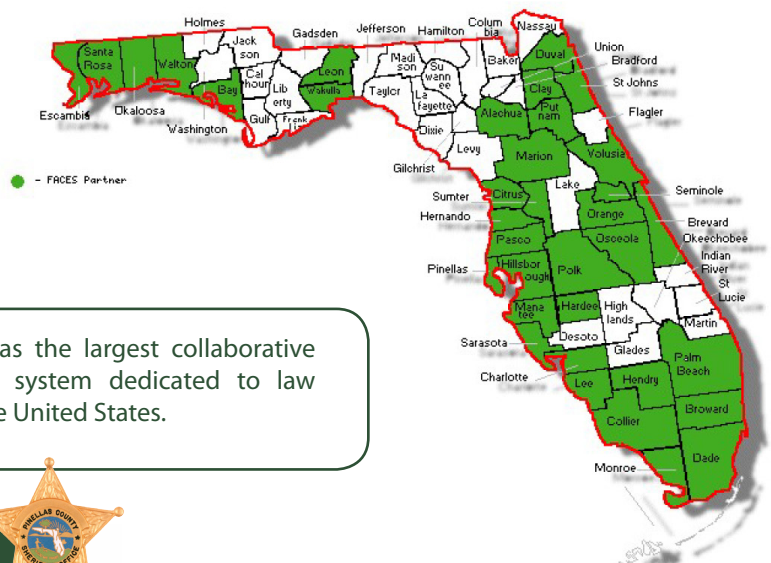 Holmes
Jack
son
Gadsden
Jefferson
Hamilton
Colum
bia
Nassau
Santa
Rosa
Walton
Cal
houn
Lib
erty
Leon
Wakulla
Madi
son
Su
wann
ee
Baker
Duval
Union
Bradford
Bay
Taylor
La
fayette
Clay
St Johns
Escambia
Okaloosa
Washington
Gulf
Frank
lin
Dixie
Alachua
Put
nam
Flagler
Gilchrist
Levy
Marion
Volusia
- FACES Partner
Sumter
Citrus
Lake
Seminole
Hernando
Orange
Brevard
Pasco
Osceola
Okeechobee
Indian
River
Pinellas
Hillsbor
ough
Polk
St
Lucie
Mana
tee
Hardee
High
lands
Martin
Sarasota
Desoto
Glades
Palm
Beach
Charlotte
Lee
Hendry
Collier
Broward
Monroe
Dade
as the largest collaborative
system dedicated to law
e United States.
PINELLAS COUNTY
SHERIFF'S OFFICE